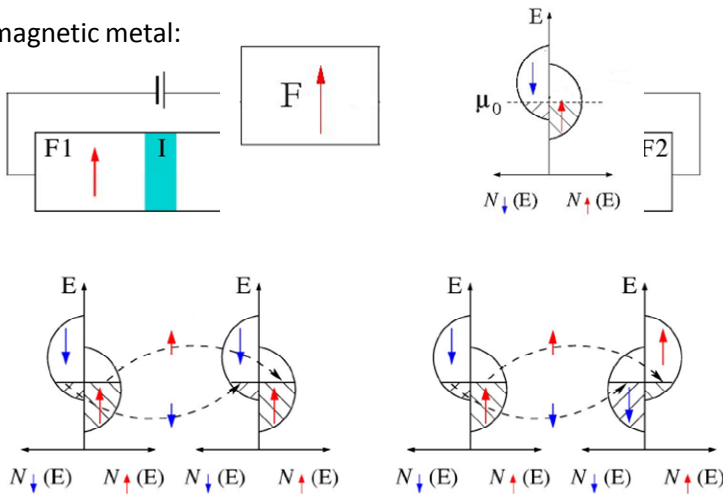 magnetic metal:
E
F
μ0
F1
I
F2
N↓(E) N↑(E)
E E E E
N↓(E) N↑(E) N↓(E) N↑(E) N↓(E) N↑(E) N↓(E) N↑(E)